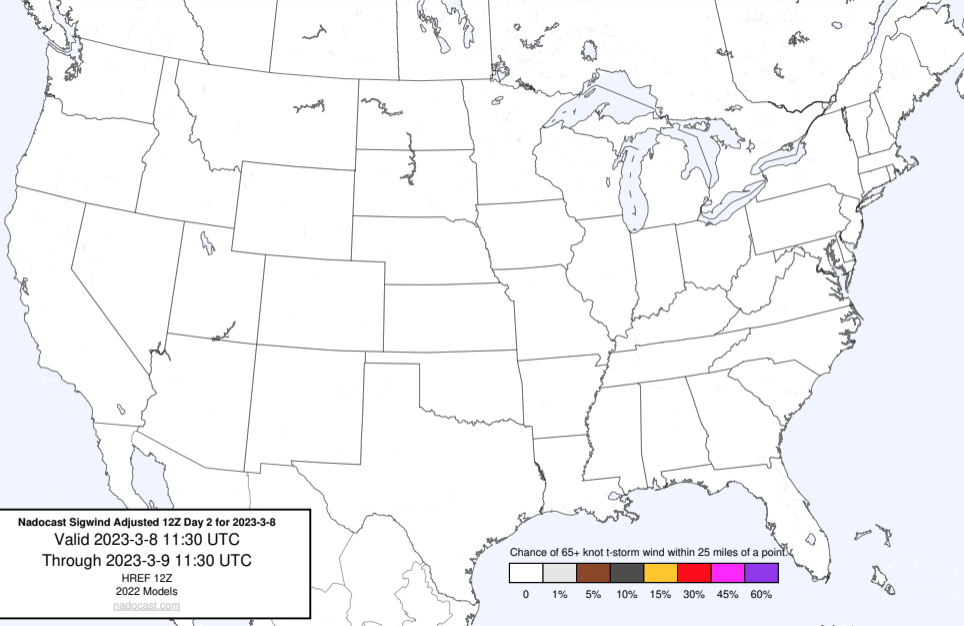 Nadocast Sigwind Adjusted 12Z Day 2 for 2023-3-8
Valid 2023-3-8 11:30 UTC
Through 2023-3-9 11:30 UTC
HREF 12Z
2022 Models
nadocast.com
Chance of 65+ knot t-storm wind within 25 miles of a point.
0 1% 5% 10% 15% 30% 45% 60%